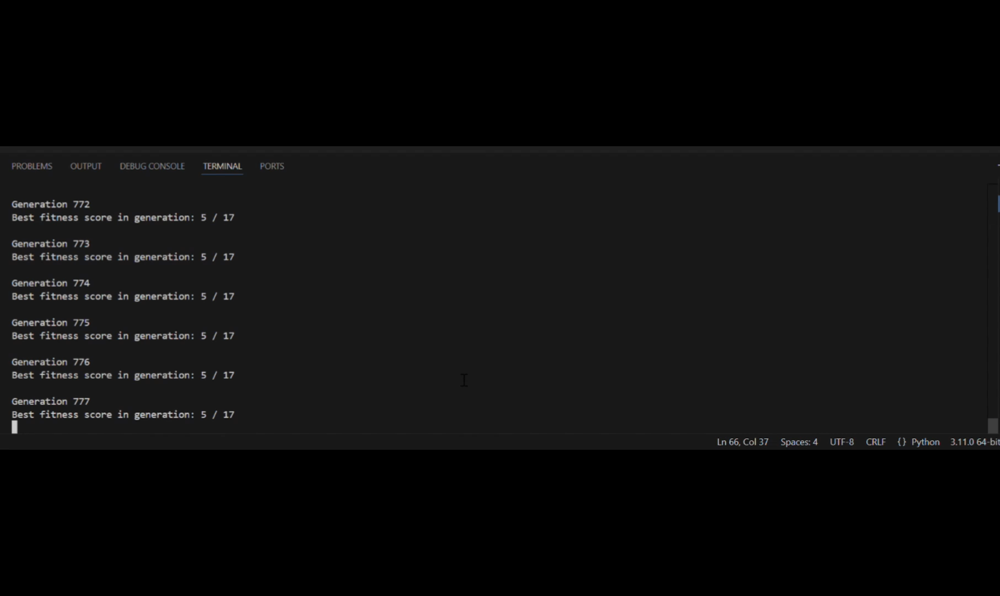 PROBLEMS OUTPUT DEBUG CONSOLE TERMINAL PORTS
Generation 772
Best fitness score in generation: 5 / 17
Generation 773
Best fitness score in generation: 5 / 17
Generation 774
Best fitness score in generation: 5 / 17
Generation 775
Best fitness score in generation: 5 / 17
Generation 776
Best fitness score in generation: 5 / 17
Generation 777
Best fitness score in generation: 5 / 17
Ln 66, Col 37 Spaces: 4 UTF-8 CRLF {} Python 3.11.0 64-bit